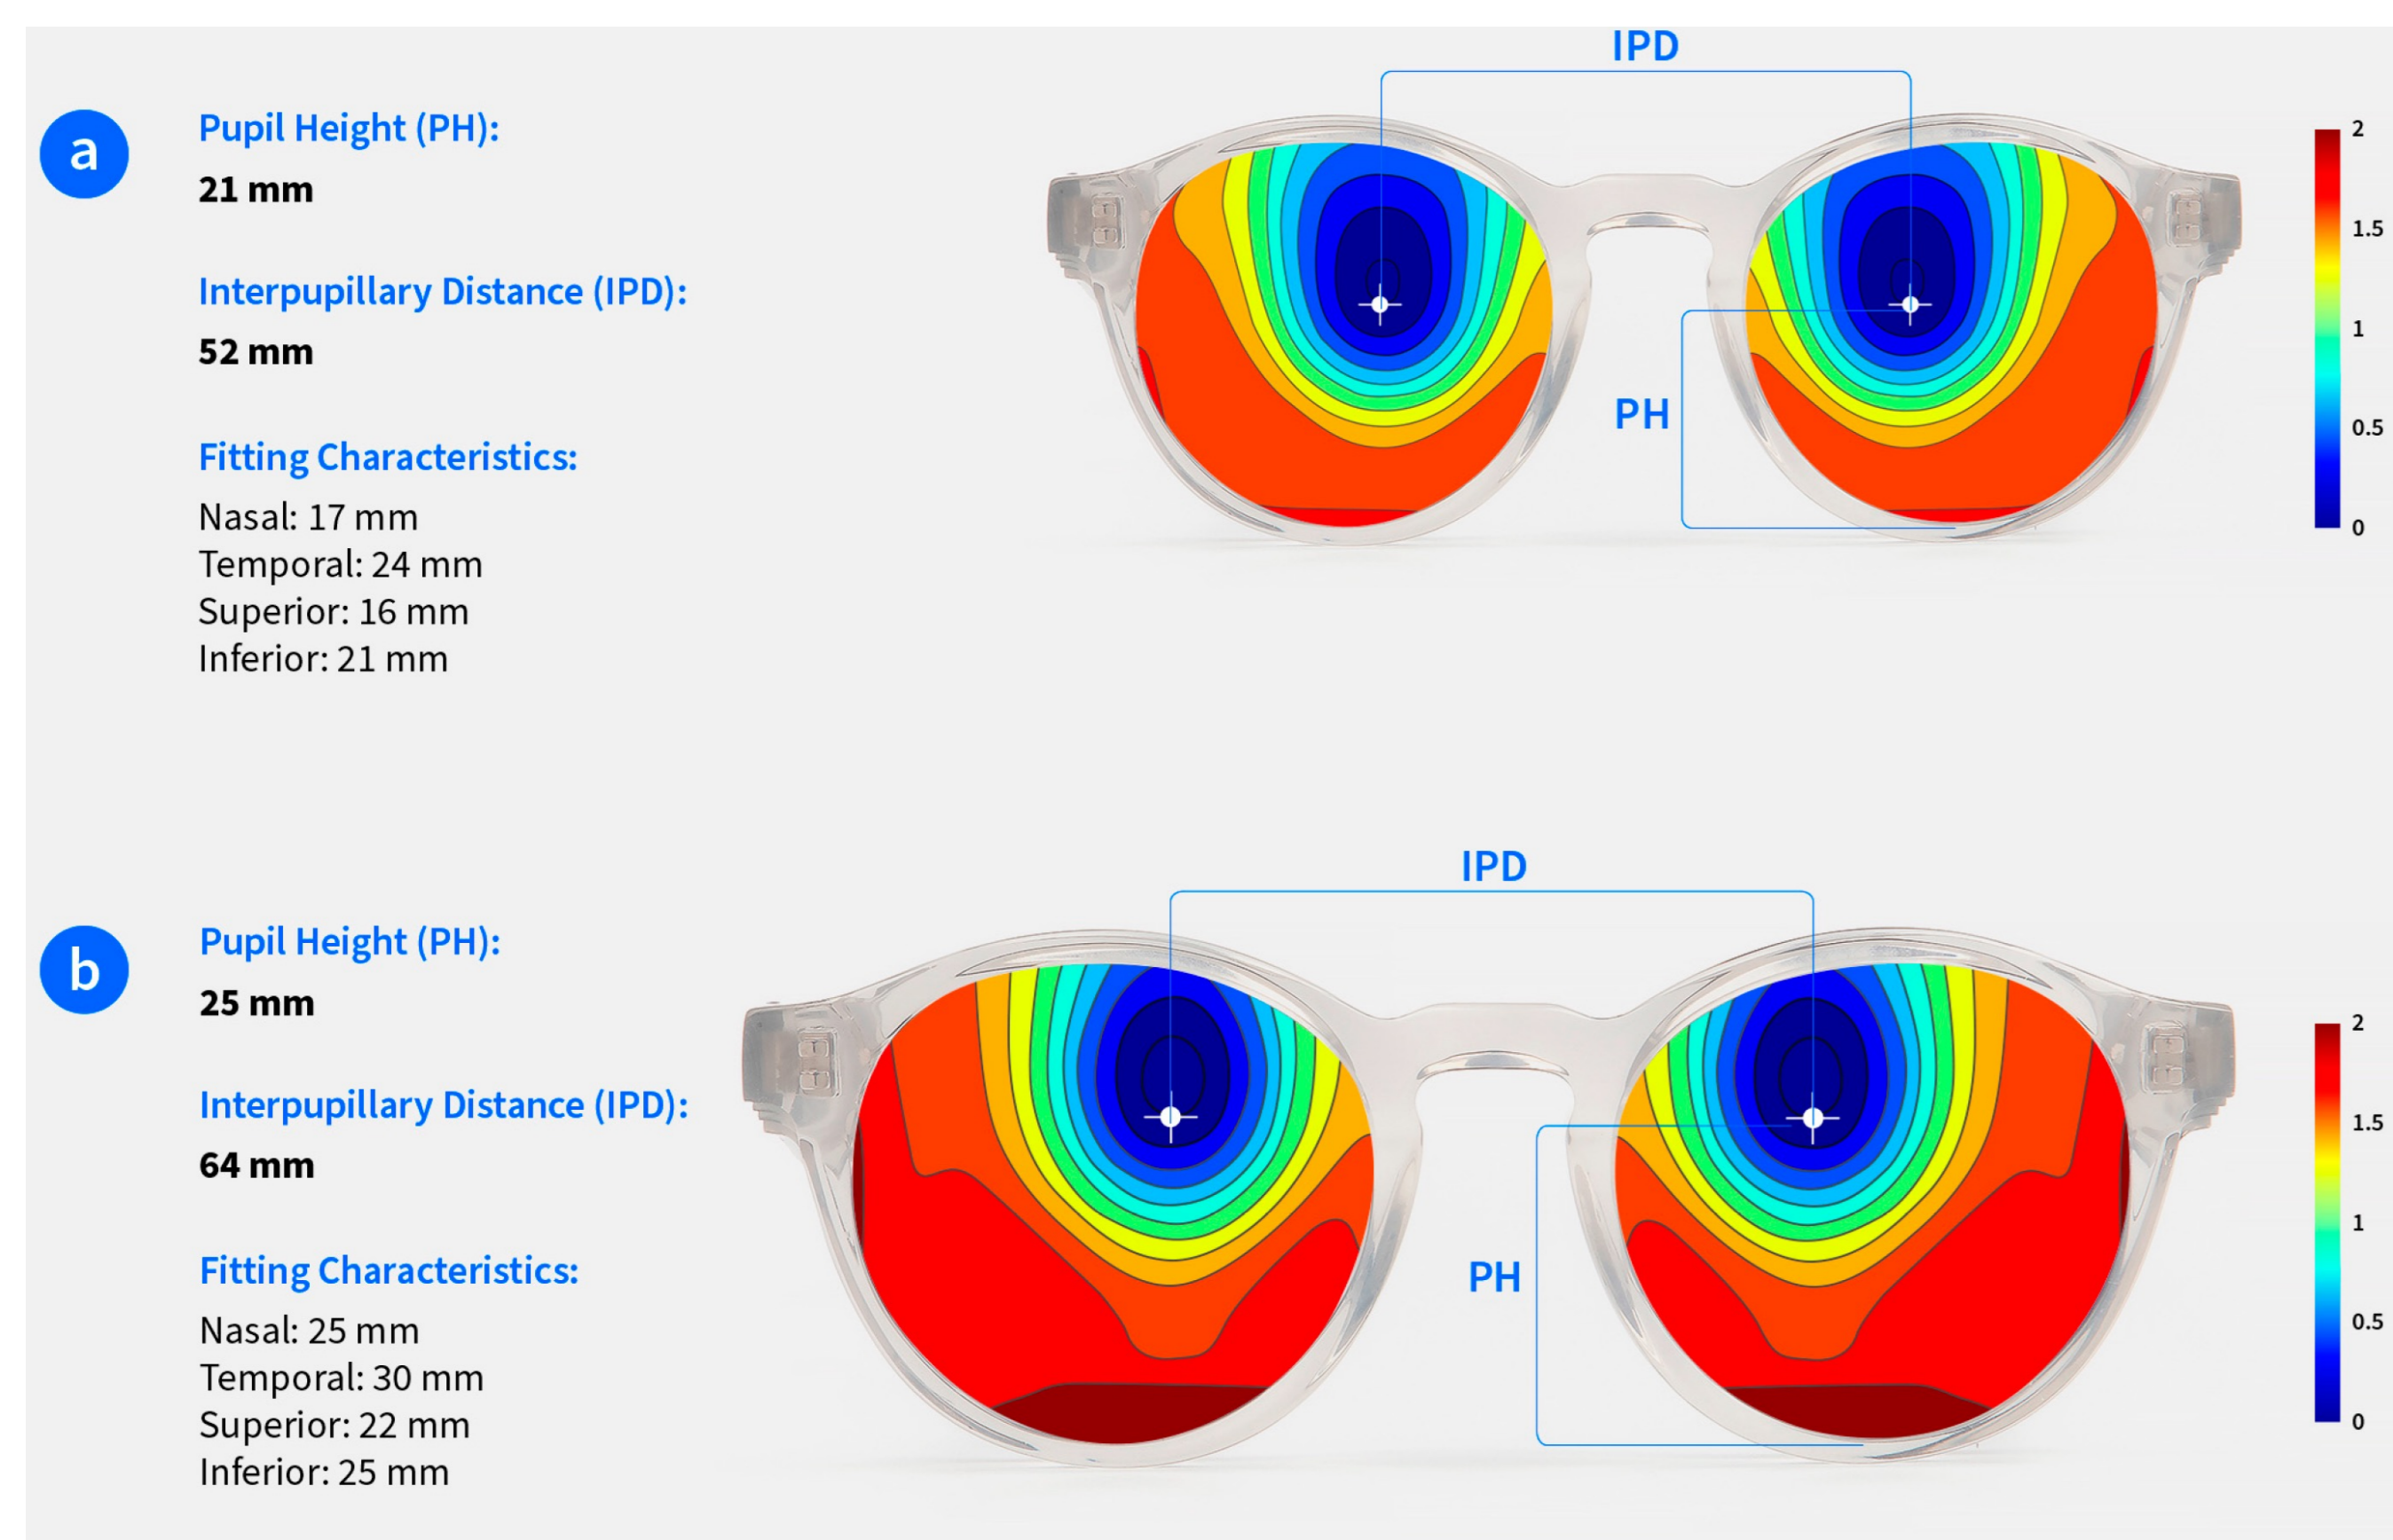 a
Pupil Height (PH):
21 mm
Interpupillary Distance (IPD):
52 mm
Fitting Characteristics:
Nasal: 17 mm
Temporal: 24 mm
Superior: 16 mm
Inferior: 21 mm
IPD
PH
2
1.5
1
0.5
0
b
Pupil Height (PH):
25 mm
Interpupillary Distance (IPD):
64 mm
Fitting Characteristics:
Nasal: 25 mm
Temporal: 30 mm
Superior: 22 mm
Inferior: 25 mm
IPD
PH
2
1.5
1
0.5
0